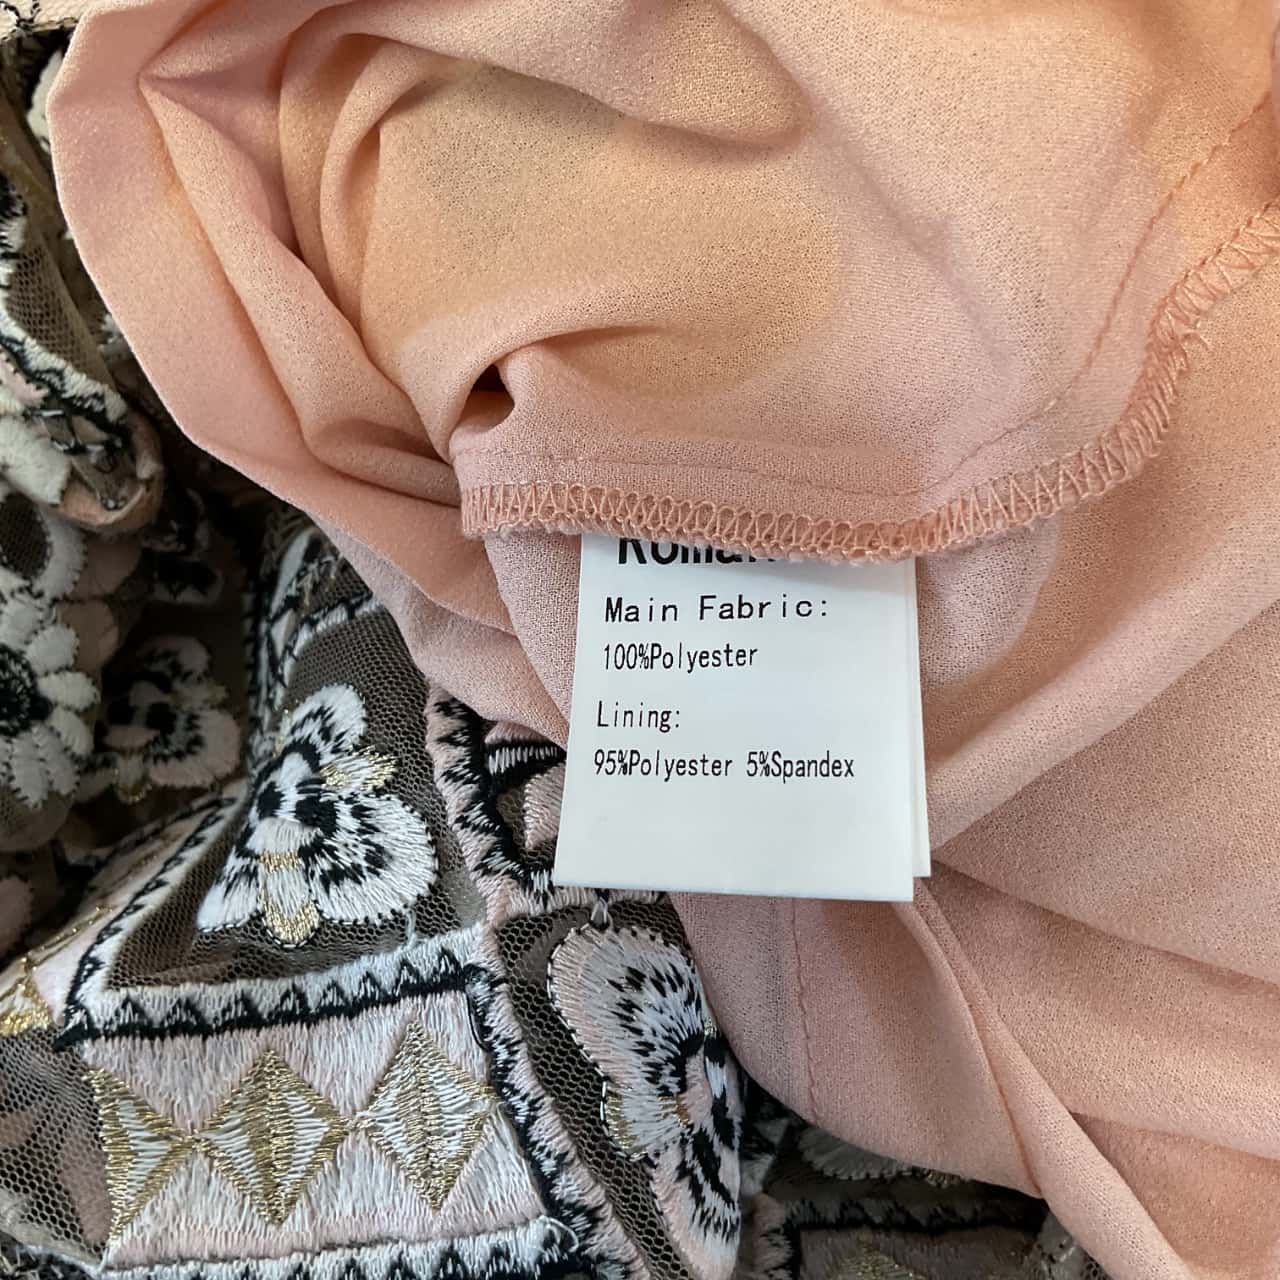 Main Fabric:
100%Polyester
Lining:
95%Polyester 5%Spandex